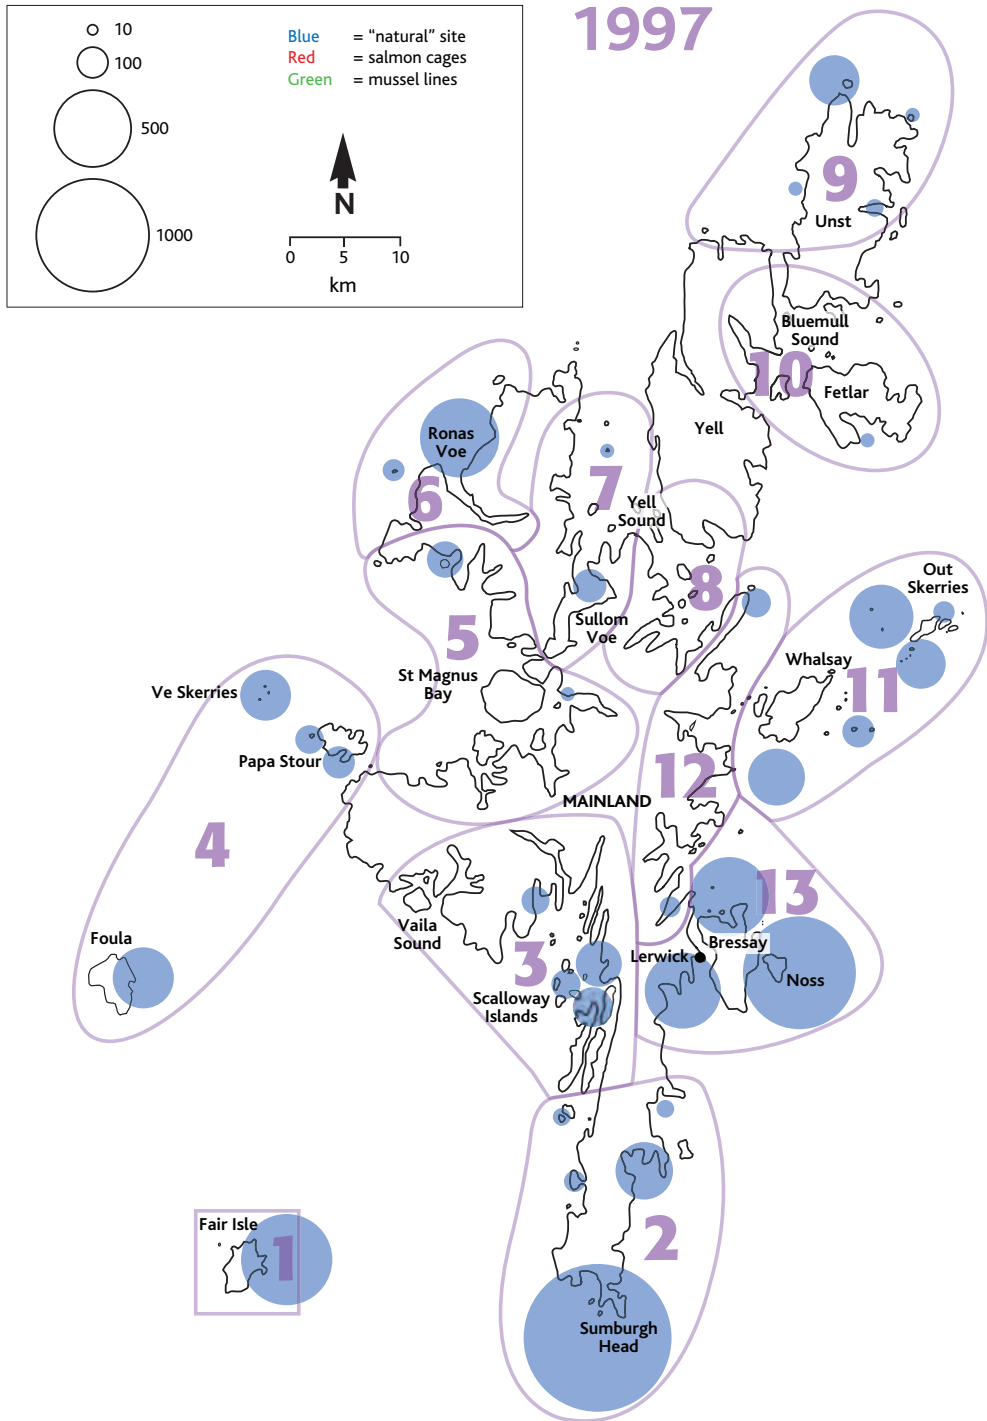 1997
10
100
500
1000
Blue = “natural” site
Red = salmon cages
Green = mussel lines
N
0 5 10
km
9
Unst
Bluemull
Sound
10
Fetlar
Yell
Ronas
Voe
6
7
Yell
Sound
8
Sullom
Voe
5
St Magnus
Bay
Out
Skerries
Whalsay
11
Ve Skerries
Papa Stour
12
MAINLAND
4
13
Vaila
Sound
3
Foula
Lerwick
Bressay
Noss
Scalloway
Islands
2
Fair Isle
1
Sumburgh
Head